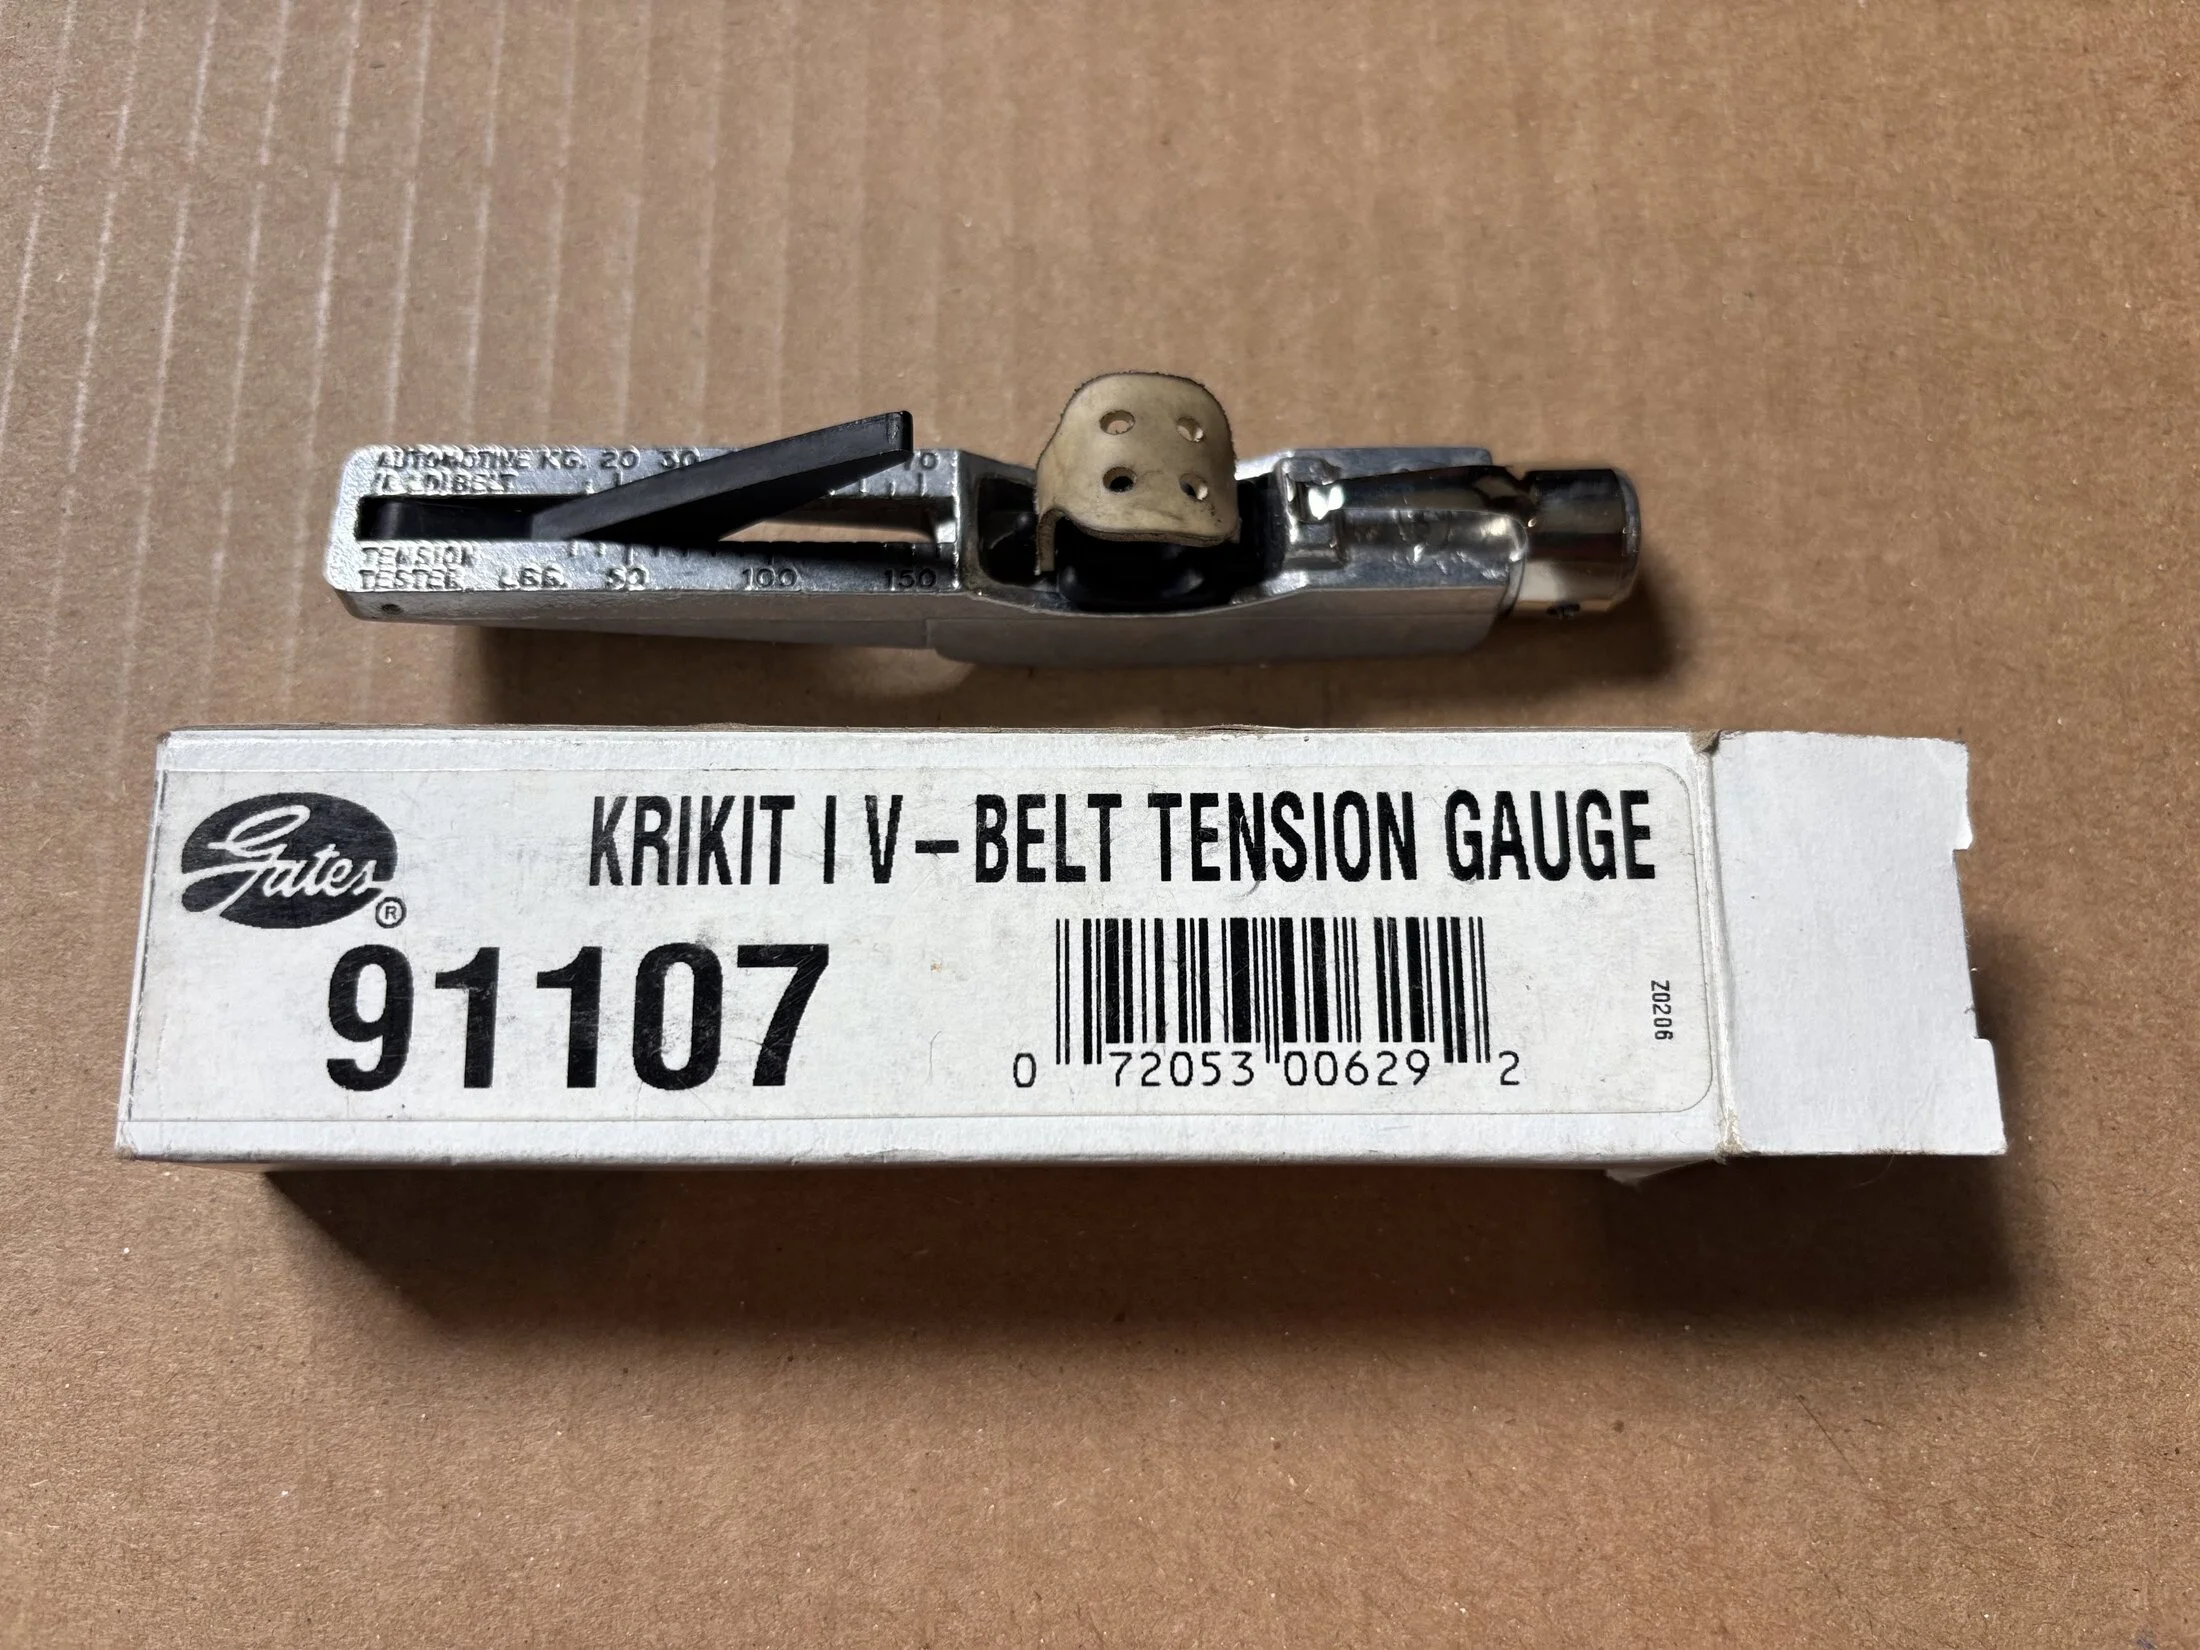 AUTOMOTIVE KG. 20 30 70
TENSION
TESTER LBS. 50 100 150
Gates®
KRIKIT I V-BELT TENSION GAUGE
91107
0 72053 00629 2
Z0206